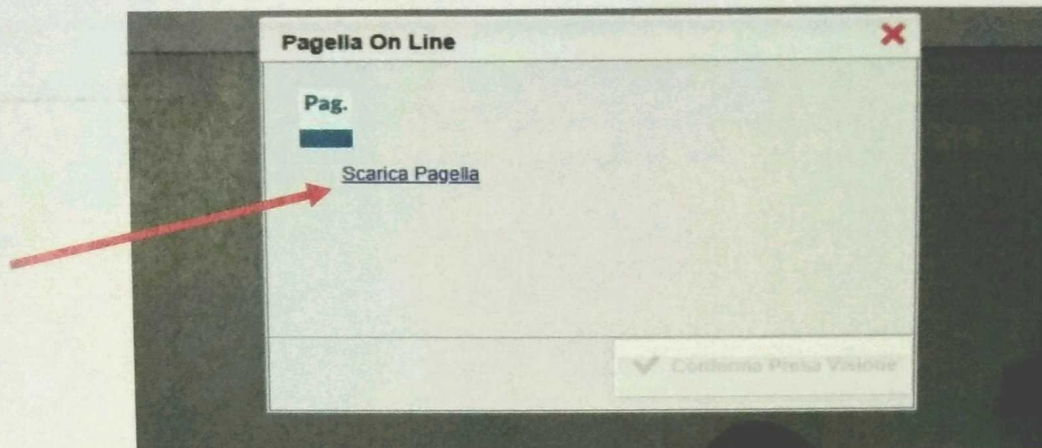 Pagella On Line
Pag.
Scarica Pagella
Conferma Presa Visione